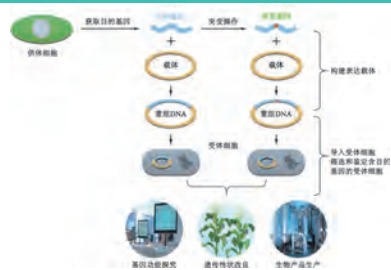 获取目的基因
突变操作
供体细胞
+
+
载体
载体
构建表达载体
重组DNA
重组DNA
受体细胞
导入受体细胞
筛选和鉴定含目的
基因的受体细胞
基因功能探究
遗传性状改良
生物产品生产